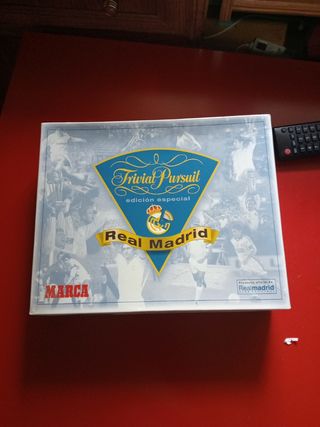 Trivial Pursuit
edición especial
Real Madrid
MARCA
Realmadrid